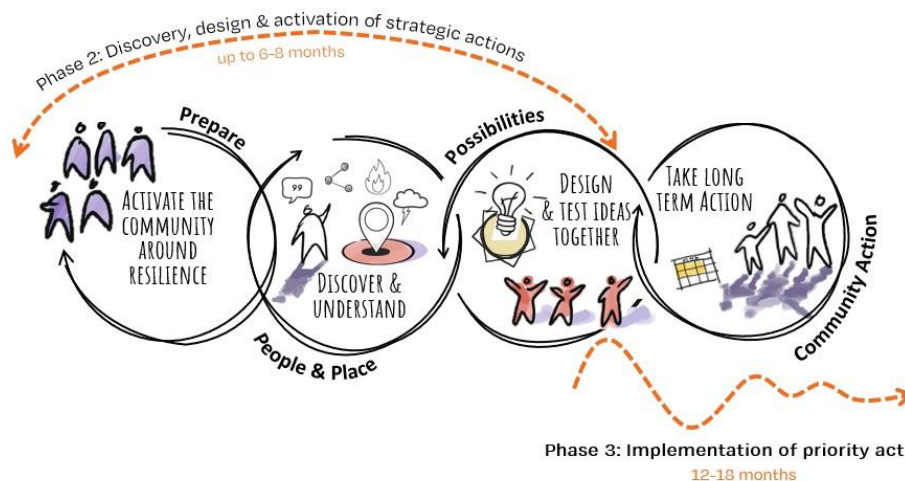 Phase 2: Discovery, design & activation of strategic actions
up to 6-8 months
Prepare
ACTIVATE THE
COMMUNITY
AROUND
RESILIENCE
DISCOVER &
UNDERSTAND
People & Place
Possibilities
DESIGN
& TEST IDEAS
TOGETHER
TAKE LONG
TERM ACTION
Community Action
Phase 3: Implementation of priority act
12-18 months